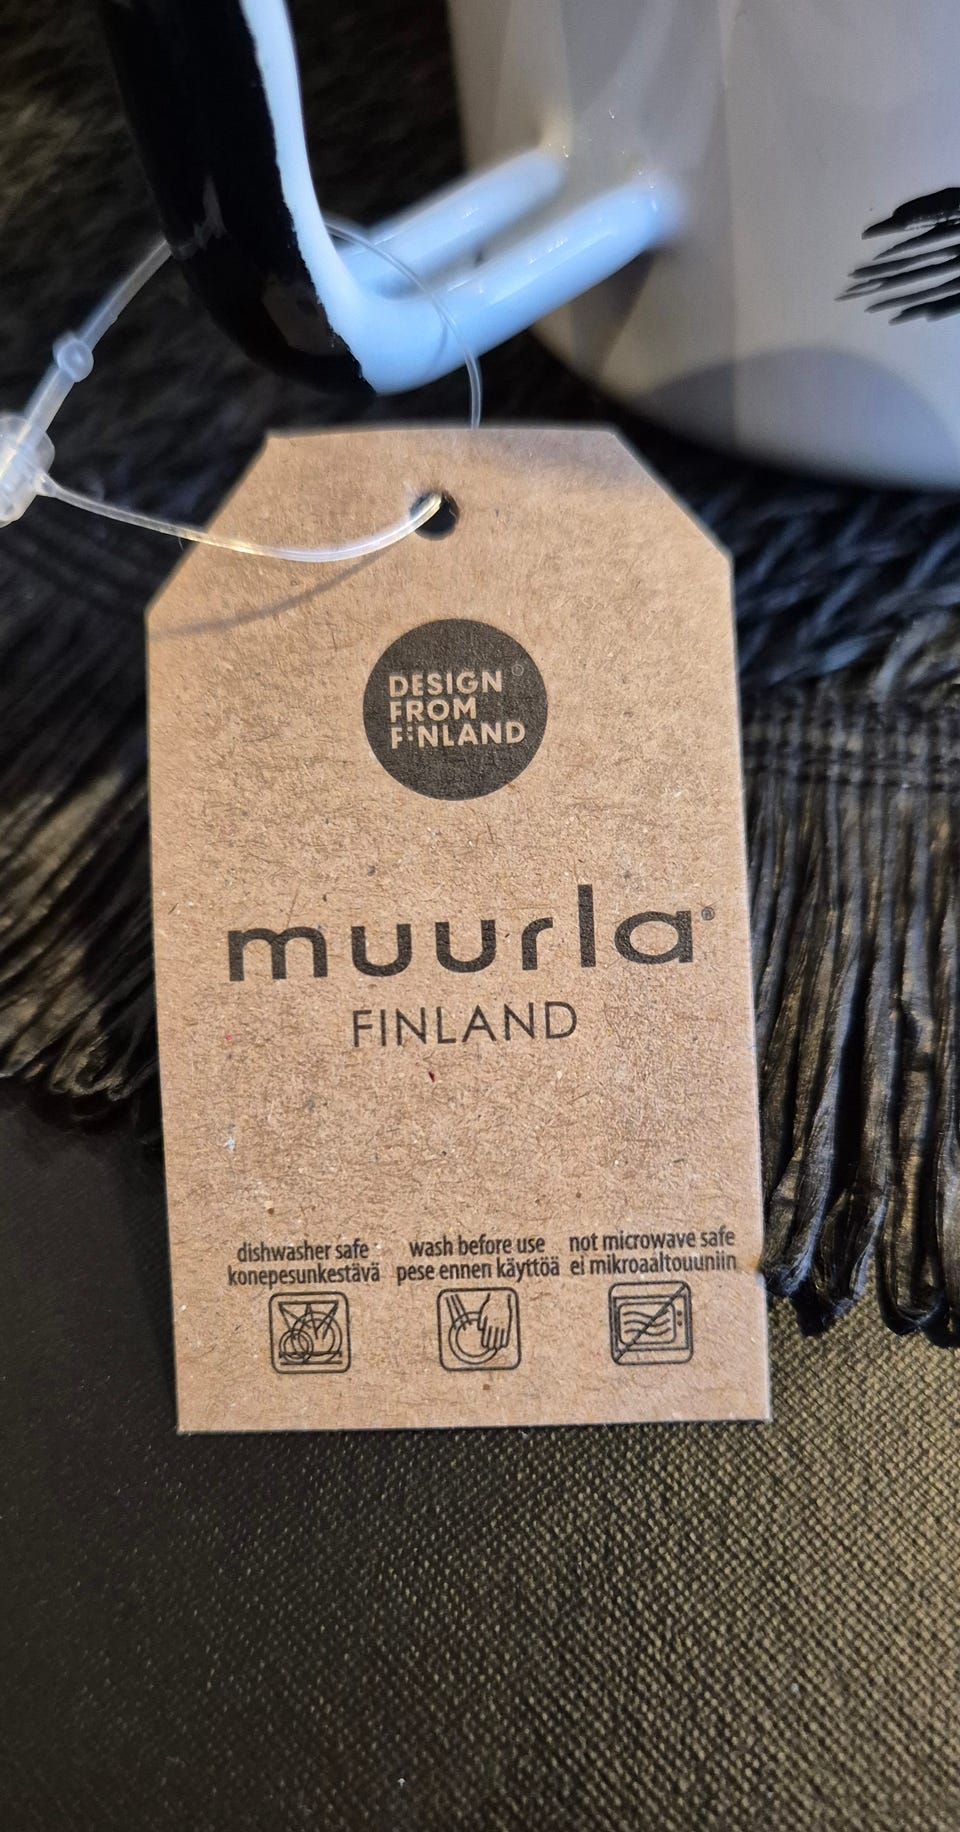 DESIGN ®
FROM
FINLAND
muurla®
FINLAND
dishwasher safe
konepesunkestävä
wash before use
pese ennen käyttöä
not microwave safe
ei mikroaaltouuniin